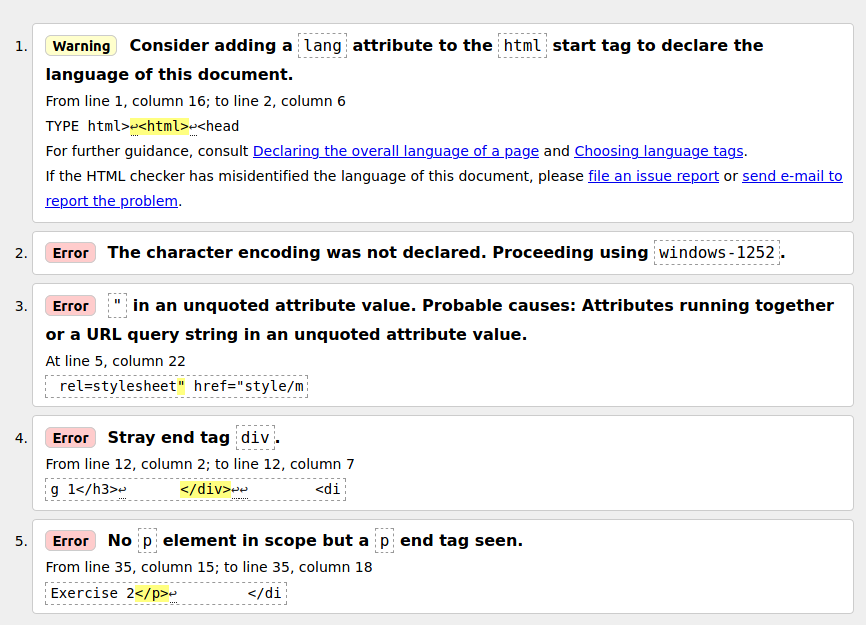 1. Warning Consider adding a lang attribute to the html start tag to declare the
language of this document.
From line 1, column 16; to line 2, column 6
TYPE html>↩<html>↩<head
For further guidance, consult Declaring the overall language of a page and Choosing language tags.
If the HTML checker has misidentified the language of this document, please file an issue report or send e-mail to
report the problem.
2. Error The character encoding was not declared. Proceeding using windows-1252.
3. Error " in an unquoted attribute value. Probable causes: Attributes running together
or a URL query string in an unquoted attribute value.
At line 5, column 22
rel=stylesheet" href="style/m
4. Error Stray end tag div.
From line 12, column 2; to line 12, column 7
g 1</h3>↩ </div>↩↩ <di
5. Error No p element in scope but a p end tag seen.
From line 35, column 15; to line 35, column 18
Exercise 2</p>↩ </di